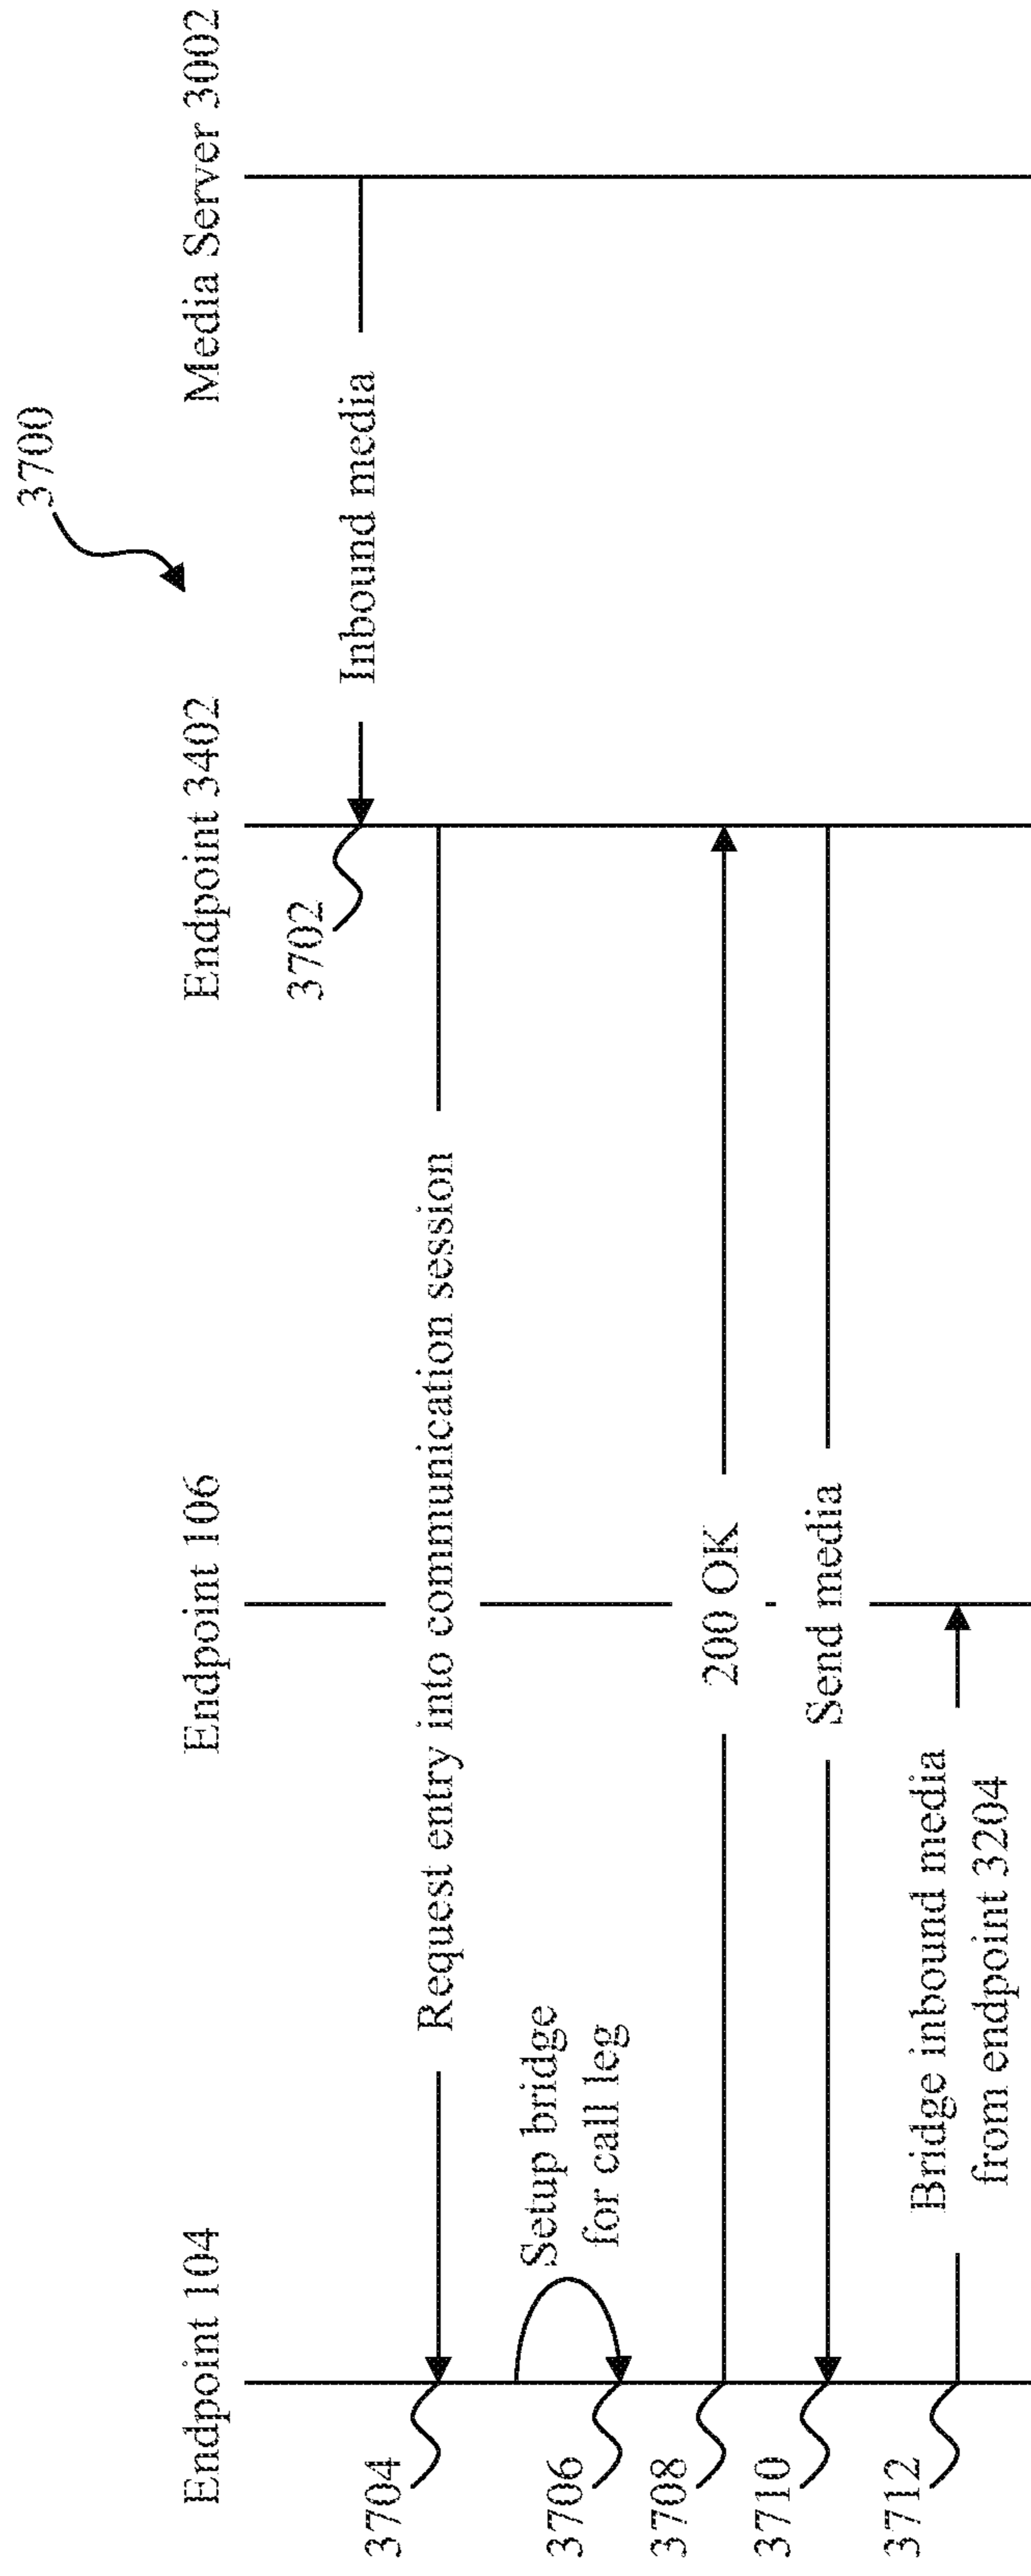 3700
Endpoint 104
Endpoint 106
Endpoint 3402
Media Server 3002
Inbound media
3702
3704
Request entry into communication session
Setup bridge
for call leg
3706
3708
200 OK
3710
Send media
3712
Bridge inbound media
from endpoint 3204